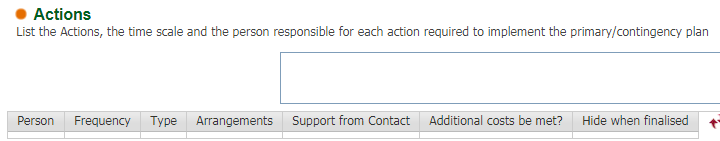 Actions
List the Actions, the time scale and the person responsible for each action required to implement the primary/contingency plan
Person Frequency Type Arrangements Support from Contact Additional costs be met? Hide when finalised